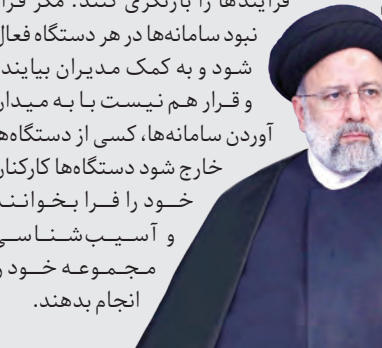 فرآیندها را بازنگری کنند. مگر قرار
نبود سامانه‌ها در هر دستگاه فعال
شود و به کمک مدیران بیایند
و قرار هم نیست با به میدان
آوردن سامانه‌ها، کسی از دستگاه‌ها
خارج شود دستگاه‌ها کارکنان
خود را فرا بخوانند
و آسیب‌شناسی
مجموعه خود را
انجام بدهند.